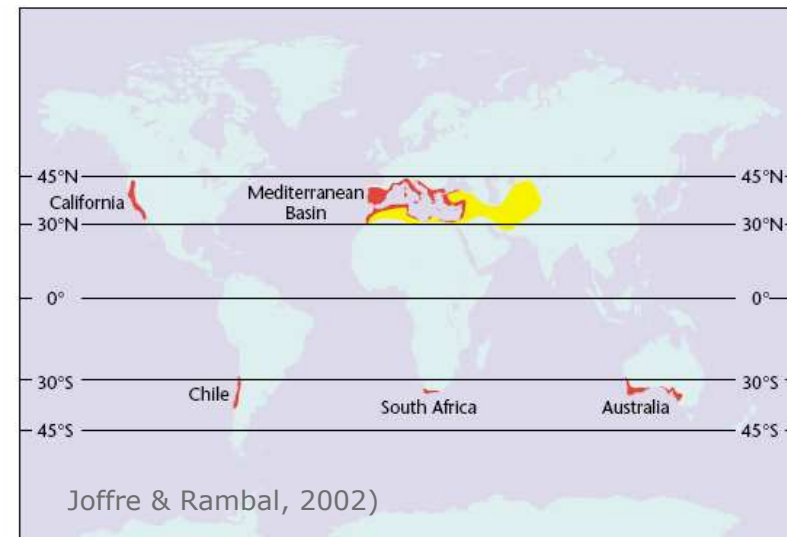 45°N 45°N
California
Mediterranean
Basin
30°N 30°N
0° 0°
30°S 30°S
Chile
South Africa
Australia
45°S 45°S
Joffre & Rambal, 2002)